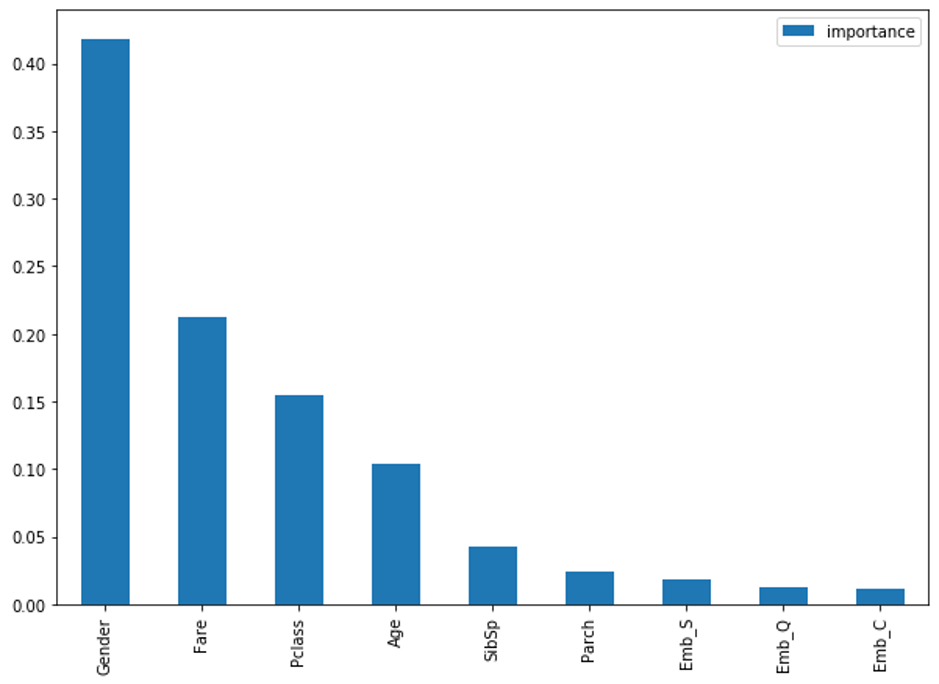 importance
0.40
0.35
0.30
0.25
0.20
0.15
0.10
0.05
0.00
Gender
Fare
Pclass
Age
SibSp
Parch
Emb_S
Emb_Q
Emb_C